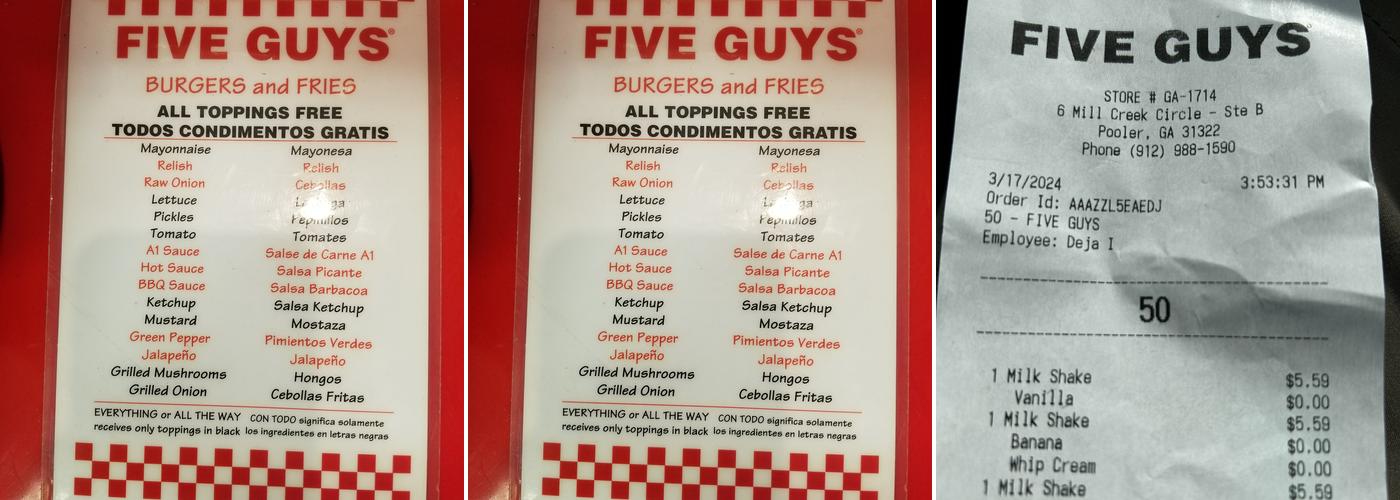 FIVE GUYS®
BURGERS and FRIES
ALL TOPPINGS FREE
TODOS CONDIMENTOS GRATIS
Mayonnaise Mayonesa
Relish Relish
Raw Onion Cebollas
Lettuce
Pickles Pepinillos
Tomato Tomates
A1 Sauce Salse de Carne A1
Hot Sauce Salsa Picante
BBQ Sauce Salsa Barbacoa
Ketchup Salsa Ketchup
Mustard Mostaza
Green Pepper Pimientos Verdes
Jalapeño Jalapeño
Grilled Mushrooms Hongos
Grilled Onion Cebollas Fritas
EVERYTHING or ALL THE WAY CON TODO significa solamente
receives only toppings in black los ingredientes en letras negras
FIVE GUYS®
BURGERS and FRIES
ALL TOPPINGS FREE
TODOS CONDIMENTOS GRATIS
Mayonnaise Mayonesa
Relish Relish
Raw Onion Cebollas
Lettuce
Pickles Pepinillos
Tomato Tomates
A1 Sauce Salse de Carne A1
Hot Sauce Salsa Picante
BBQ Sauce Salsa Barbacoa
Ketchup Salsa Ketchup
Mustard Mostaza
Green Pepper Pimientos Verdes
Jalapeño Jalapeño
Grilled Mushrooms Hongos
Grilled Onion Cebollas Fritas
EVERYTHING or ALL THE WAY CON TODO significa solamente
receives only toppings in black los ingredientes en letras negras
FIVE GUYS
STORE # GA-1714
6 Mill Creek Circle - Ste B
Pooler, GA 31322
Phone (912) 988-1590
3/17/2024 3:53:31 PM
Order Id: AAAZZL5EAEDJ
50 - FIVE GUYS
Employee: Deja I
50
1 Milk Shake $5.59
Vanilla $0.00
1 Milk Shake $5.59
Banana $0.00
Whip Cream $0.00
1 Milk Shake $5.59